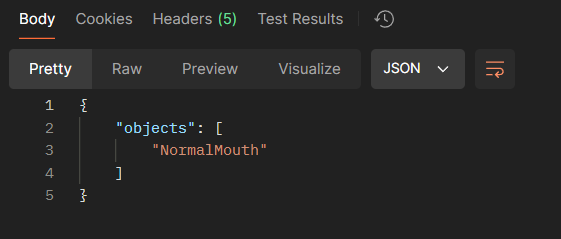 Body Cookies Headers (5) Test Results
Pretty Raw Preview Visualize JSON
1 {
2 "objects": [
3 "NormalMouth"
4 ]
5 }